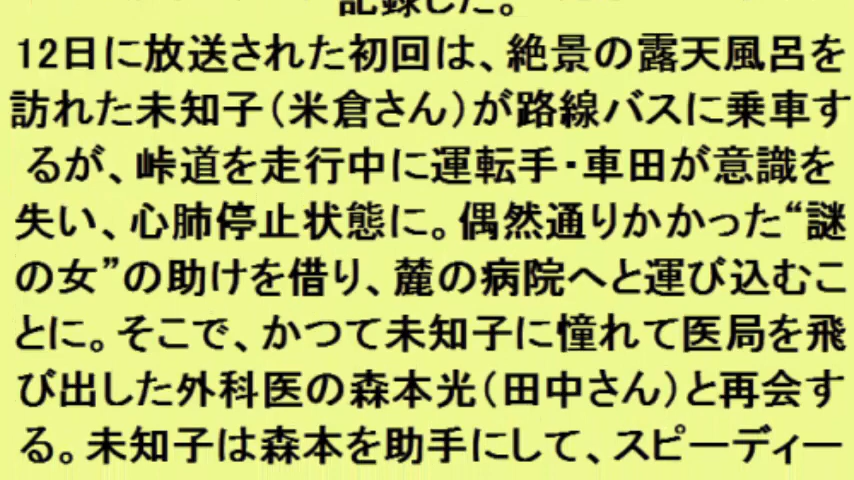 記録した。
12日に放送された初回は、絶景の露天風呂を
訪れた未知子（米倉さん）が路線バスに乗車す
るが、峠道を走行中に運転手・車田が意識を
失い、心肺停止状態に。偶然通りかかった“謎
の女”の助けを借り、麓の病院へと運び込むこ
とに。そこで、かつて未知子に憧れて医局を飛
び出した外科医の森本光（田中さん）と再会す
る。未知子は森本を助手にして、スピーディー